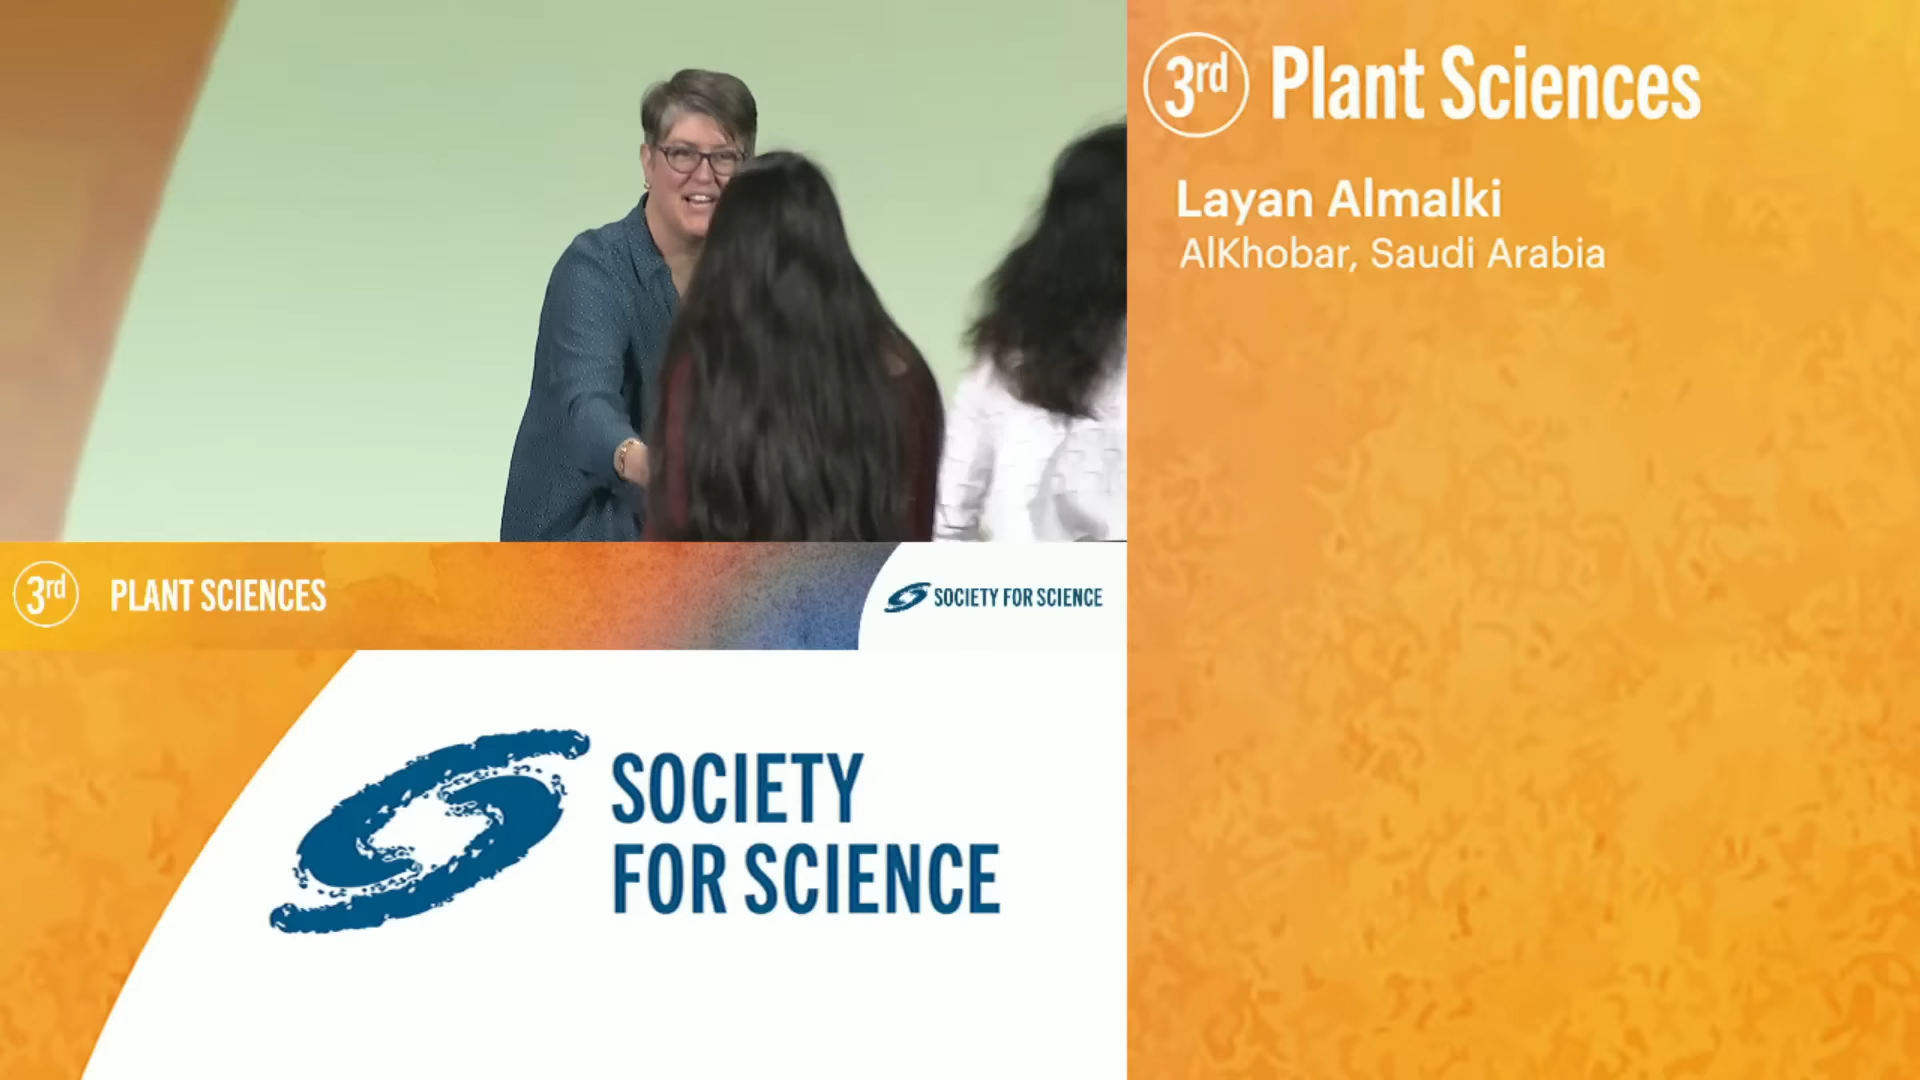 3rd Plant Sciences
Layan Almalki
AlKhobar, Saudi Arabia
3rd PLANT SCIENCES
SOCIETY FOR SCIENCE
SOCIETY
FOR SCIENCE